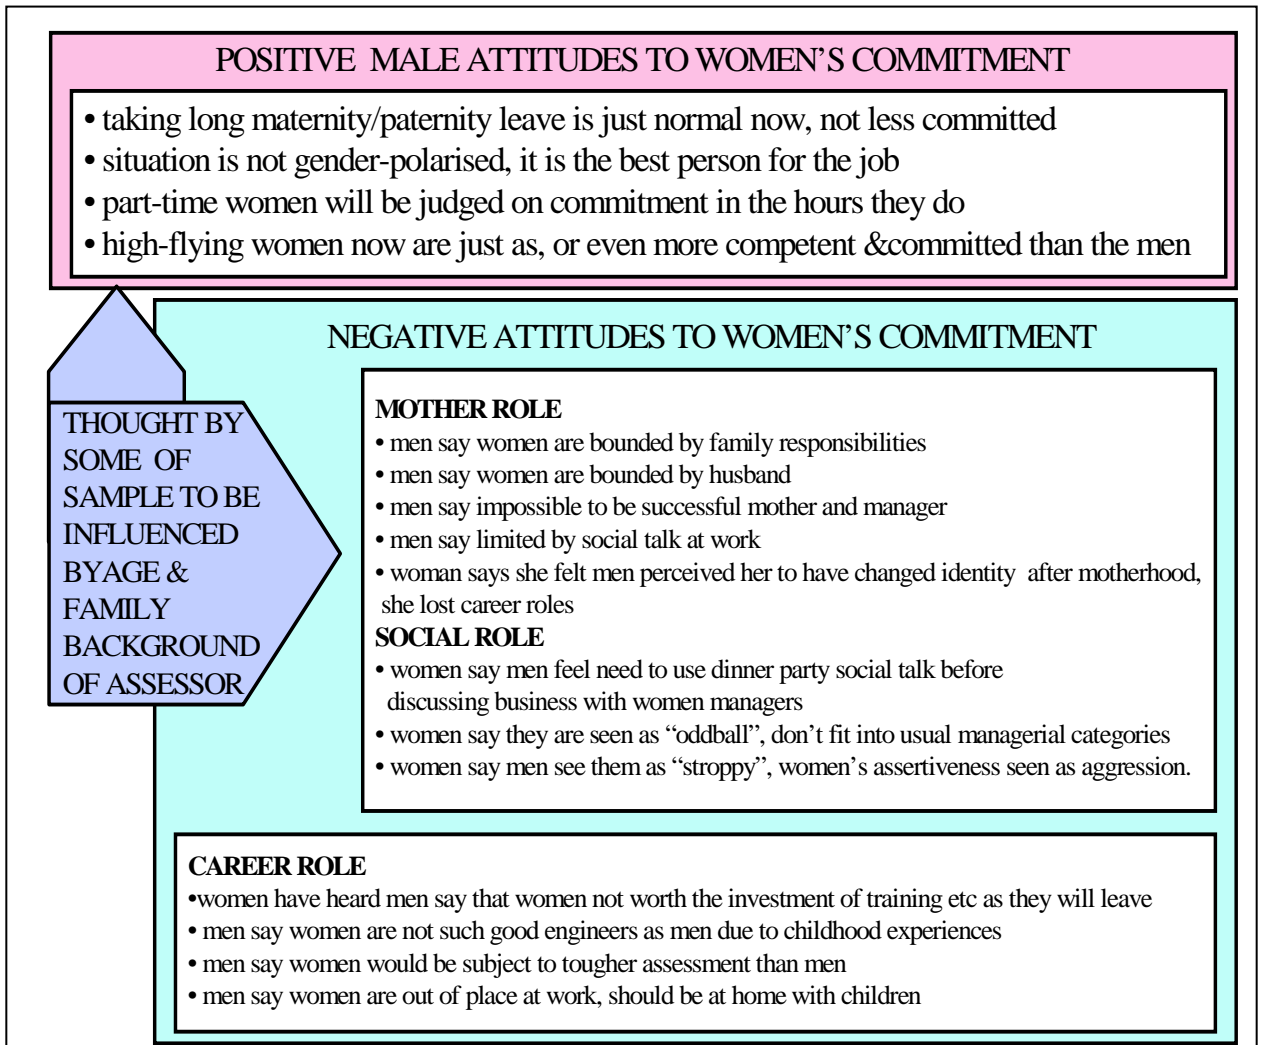 POSITIVE MALE ATTITUDES TO WOMEN'S COMMITMENT
• taking long maternity/paternity leave is just normal now, not less committed
• situation is not gender-polarised, it is the best person for the job
• part-time women will be judged on commitment in the hours they do
• high-flying women now are just as, or even more competent &committed than the men
NEGATIVE ATTITUDES TO WOMEN'S COMMITMENT
THOUGHT BY
SOME OF
SAMPLE TO BE
INFLUENCED
BYAGE &
FAMILY
BACKGROUND
OF ASSESSOR
MOTHER ROLE
• men say women are bounded by family responsibilities
• men say women are bounded by husband
• men say impossible to be successful mother and manager
• men say limited by social talk at work
• woman says she felt men perceived her to have changed identity after motherhood,
she lost career roles
SOCIAL ROLE
• women say men feel need to use dinner party social talk before
discussing business with women managers
• women say they are seen as “oddball”, don't fit into usual managerial categories
• women say men see them as “stroppy”, women's assertiveness seen as aggression.
CAREER ROLE
•women have heard men say that women not worth the investment of training etc as they will leave
• men say women are not such good engineers as men due to childhood experiences
• men say women would be subject to tougher assessment than men
• men say women are out of place at work, should be at home with children